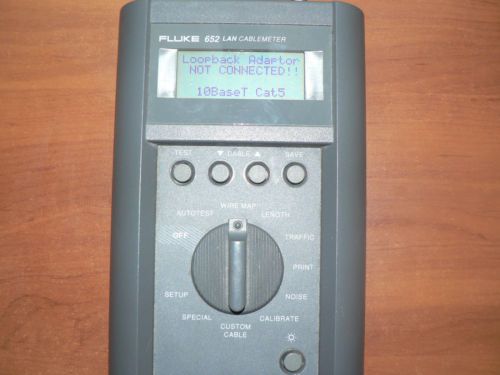 FLUKE 652 LAN CABLEMETER
Loopback Adaptor
NOT CONNECTED!!
10BaseT Cat5
TEST ▼ CABLE ▲ SAVE
WIRE MAP
AUTOTEST LENGTH
OFF TRAFFIC
PRINT
SETUP NOISE
SPECIAL CALIBRATE
CUSTOM
CABLE